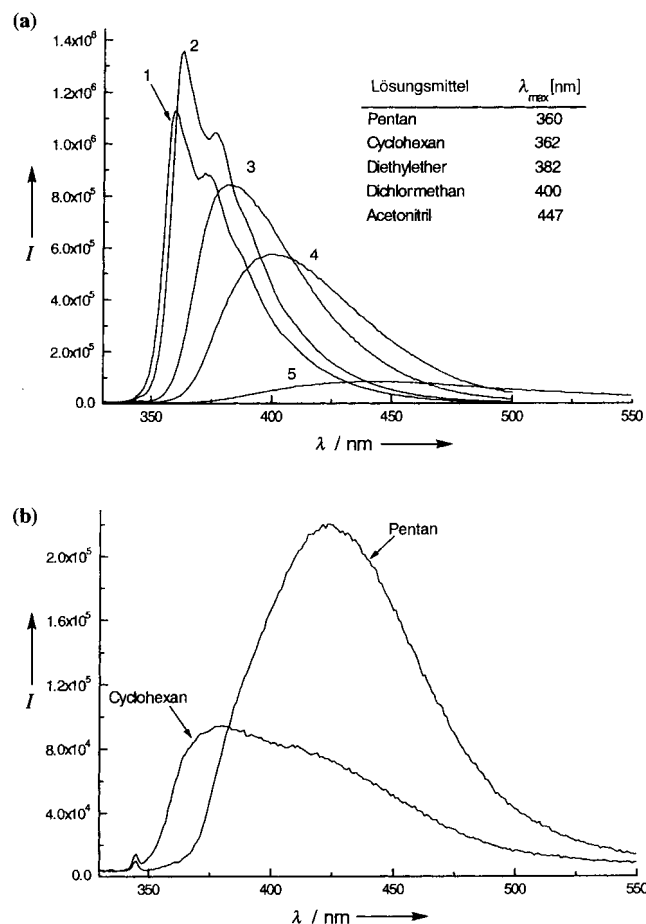 (a)
1.4x10⁶
1.2x10⁶
1.0x10⁶
8.0x10⁵
6.0x10⁵
4.0x10⁵
2.0x10⁵
0.0
I
1
2
3
4
5
Lösungsmittel λmax[nm]
Pentan 360
Cyclohexan 362
Diethylether 382
Dichlormethan 400
Acetonitril 447
350 400 450 500 550
λ / nm
(b)
2.0x10⁵
1.6x10⁵
1.2x10⁵
8.0x10⁴
4.0x10⁴
0.0
I
Pentan
Cyclohexan
350 400 450 500 550
λ / nm